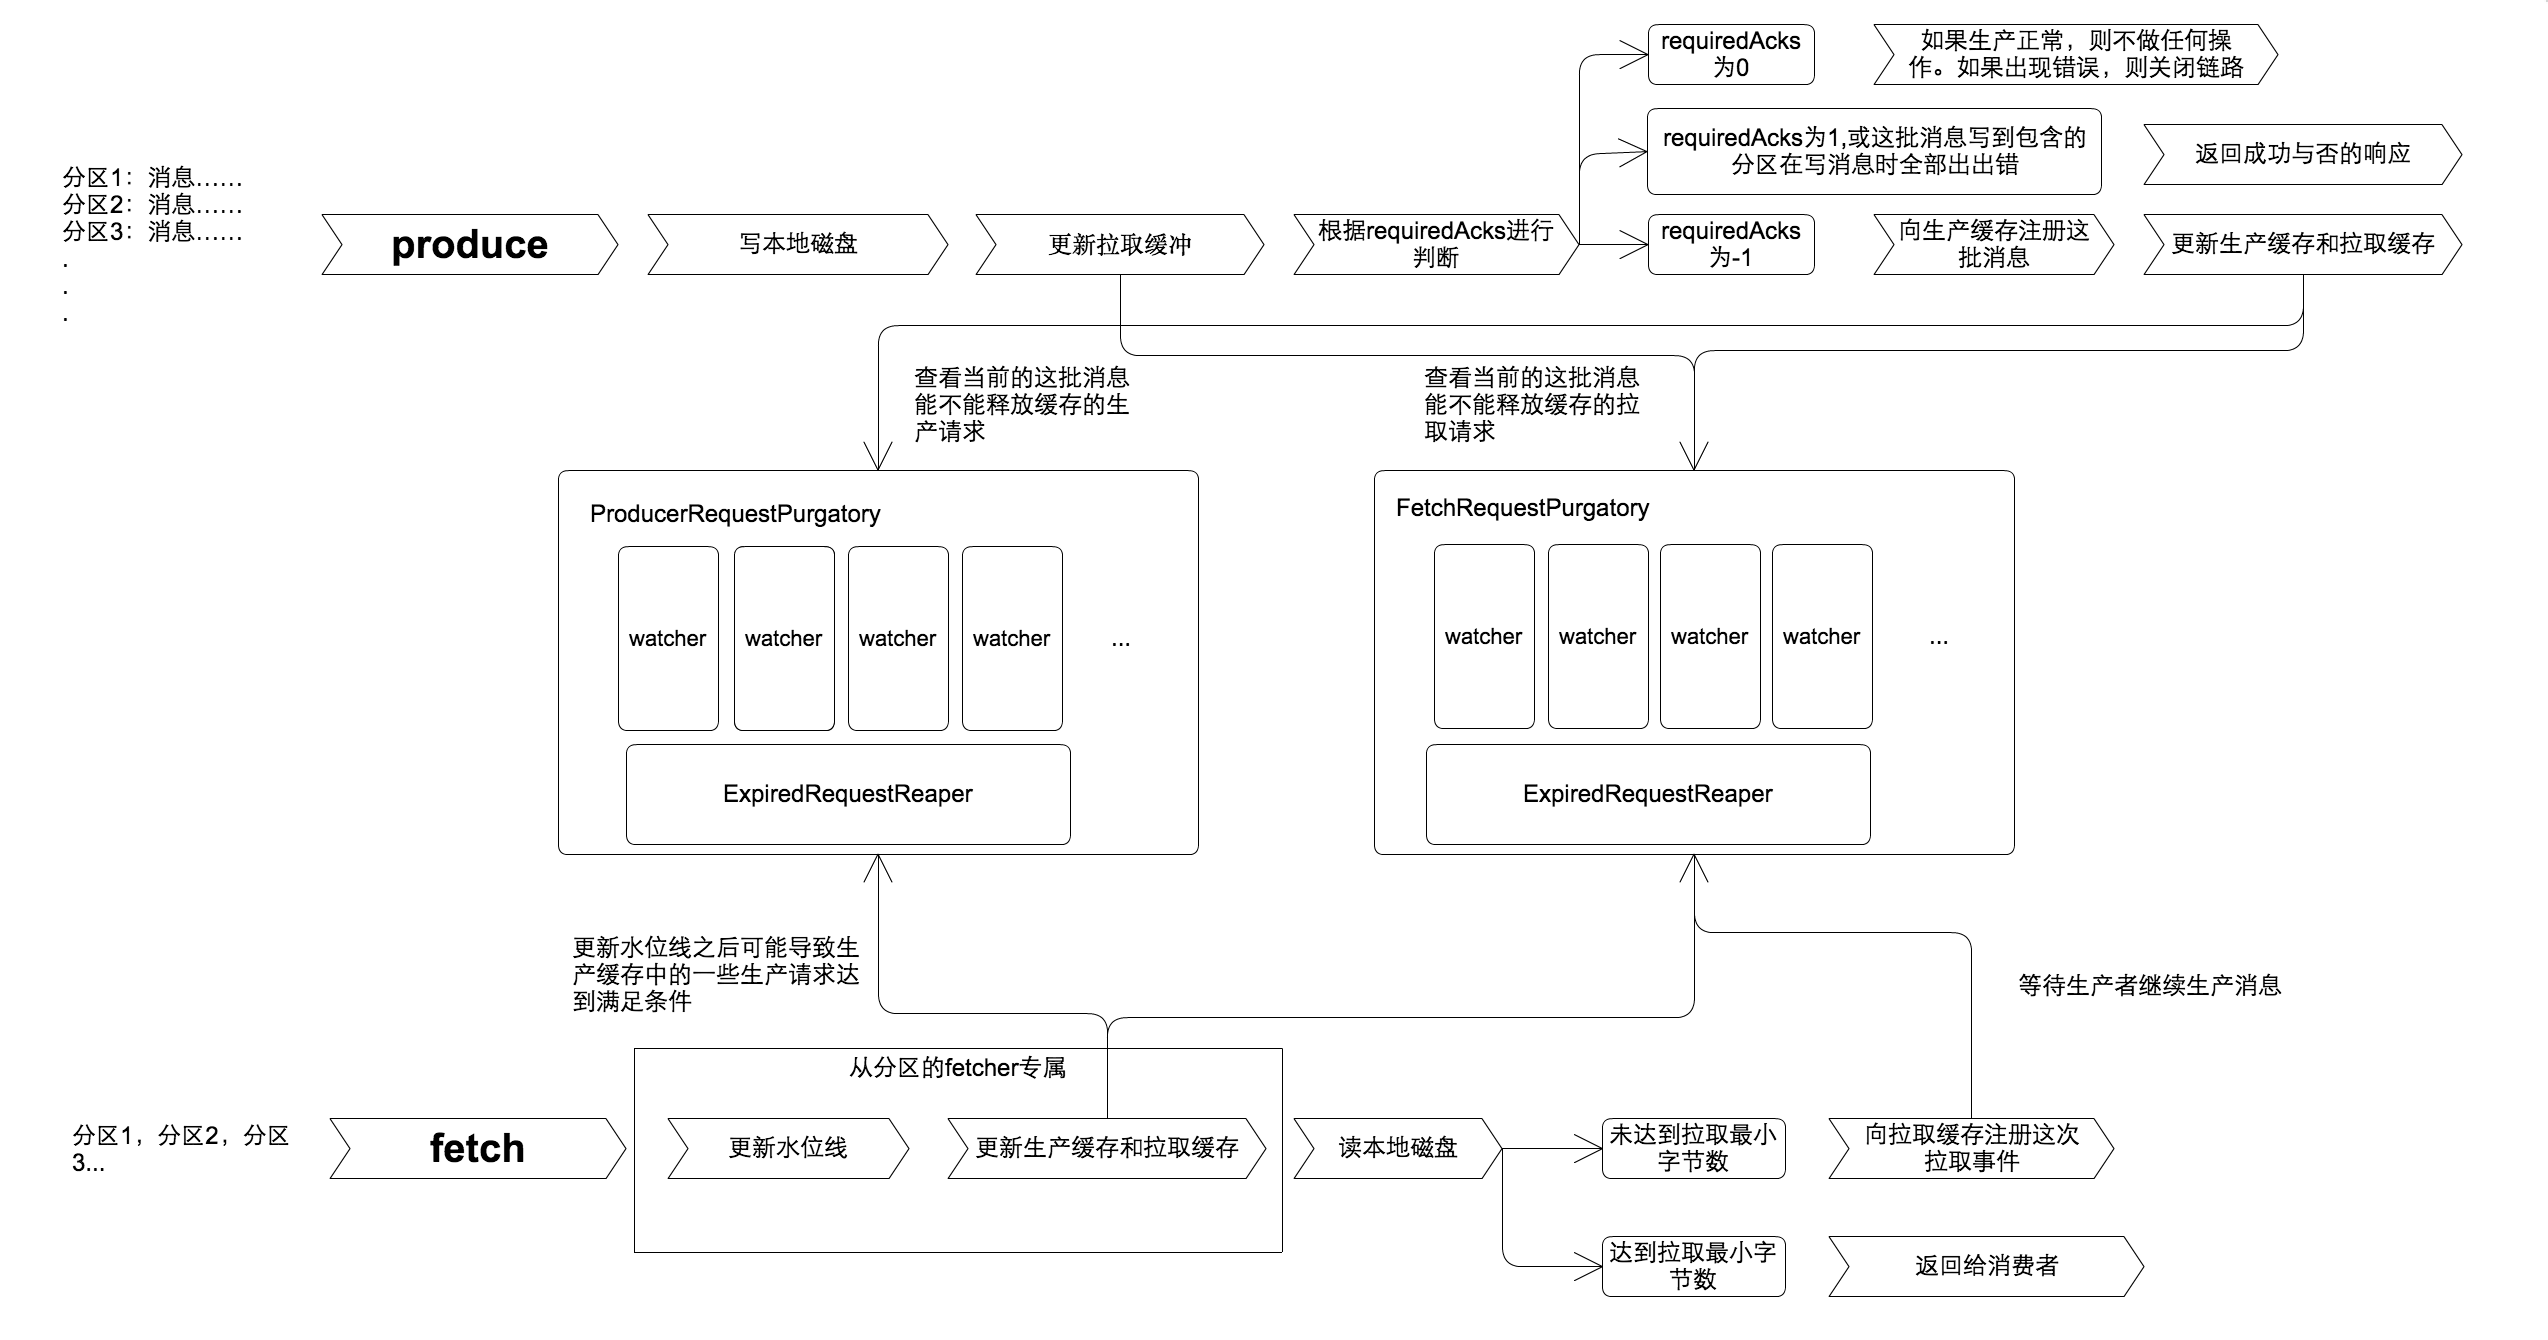 requiredAcks
为0
如果生产正常，则不做任何操
作。如果出现错误，则关闭链路
requiredAcks为1,或这批消息写到包含的
分区在写消息时全部出出错
返回成功与否的响应
分区1：消息......
分区2：消息......
分区3：消息......
.
.
.
produce
写本地磁盘
更新拉取缓冲
根据requiredAcks进行
判断
requiredAcks
为-1
向生产缓存注册这
批消息
更新生产缓存和拉取缓存
查看当前的这批消息
能不能释放缓存的生
产请求
查看当前的这批消息
能不能释放缓存的拉
取请求
ProducerRequestPurgatory
watcher
watcher
watcher
watcher
...
ExpiredRequestReaper
FetchRequestPurgatory
watcher
watcher
watcher
watcher
...
ExpiredRequestReaper
更新水位线之后可能导致生
产缓存中的一些生产请求达
到满足条件
等待生产者继续生产消息
从分区的fetcher专属
分区1，分区2，分区
3...
fetch
更新水位线
更新生产缓存和拉取缓存
读本地磁盘
未达到拉取最小
字节数
向拉取缓存注册这次
拉取事件
达到拉取最小字
节数
返回给消费者